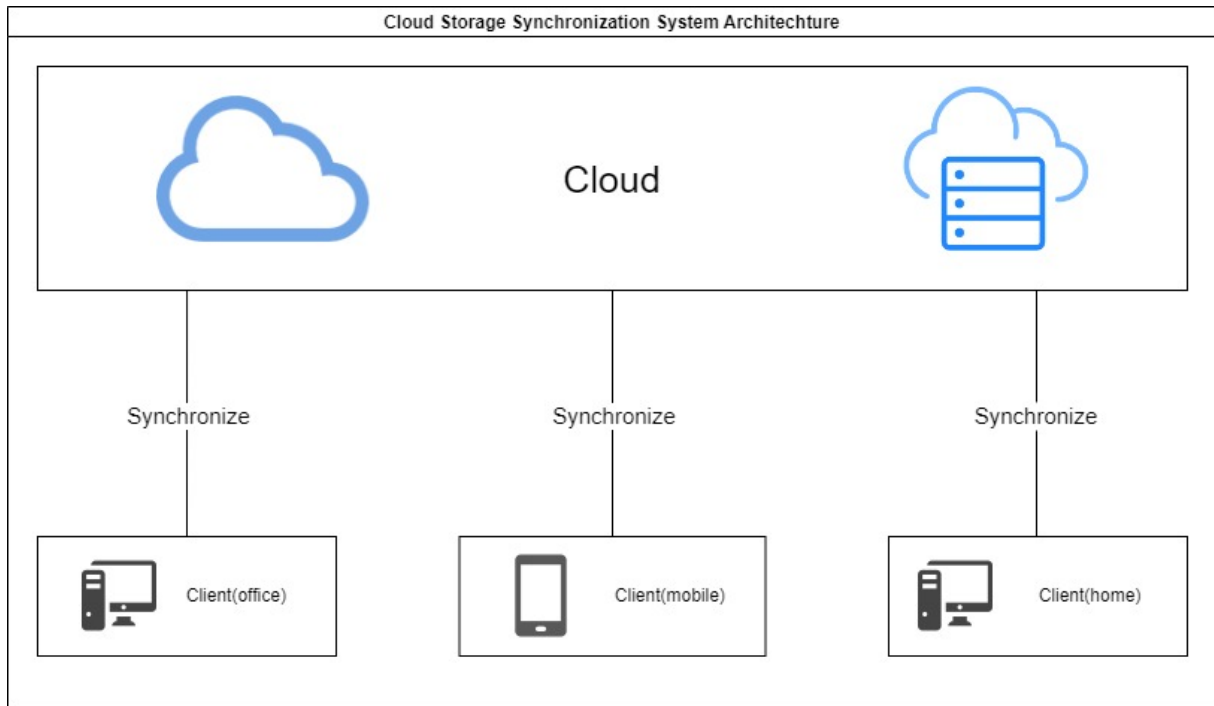 Cloud Storage Synchronization System Architechture
Cloud
Synchronize
Synchronize
Synchronize
Client(office)
Client(mobile)
Client(home)